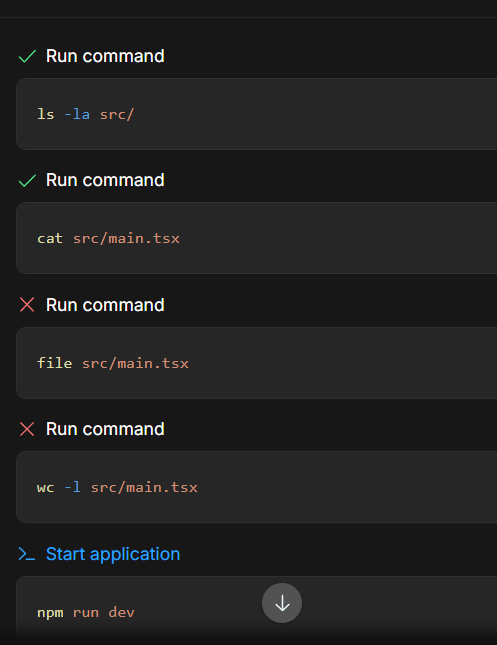 Run command
ls -la src/
Run command
cat src/main.tsx
Run command
file src/main.tsx
Run command
wc -l src/main.tsx
Start application
npm run dev